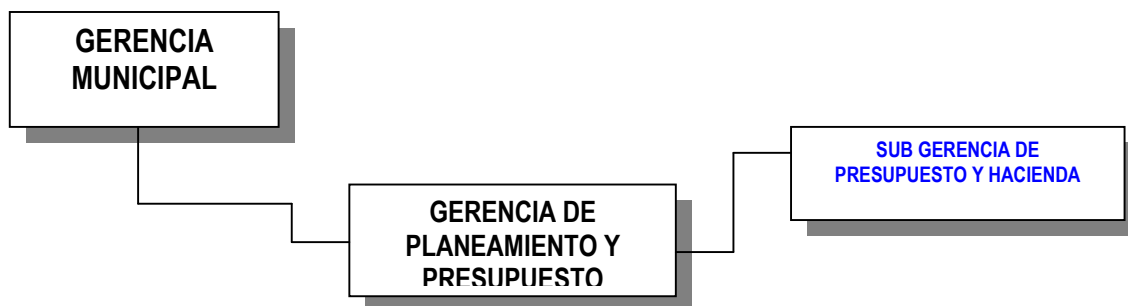 GERENCIA
MUNICIPAL
SUB GERENCIA DE
PRESUPUESTO Y HACIENDA
GERENCIA DE
PLANEAMIENTO Y
PRESUPUESTO